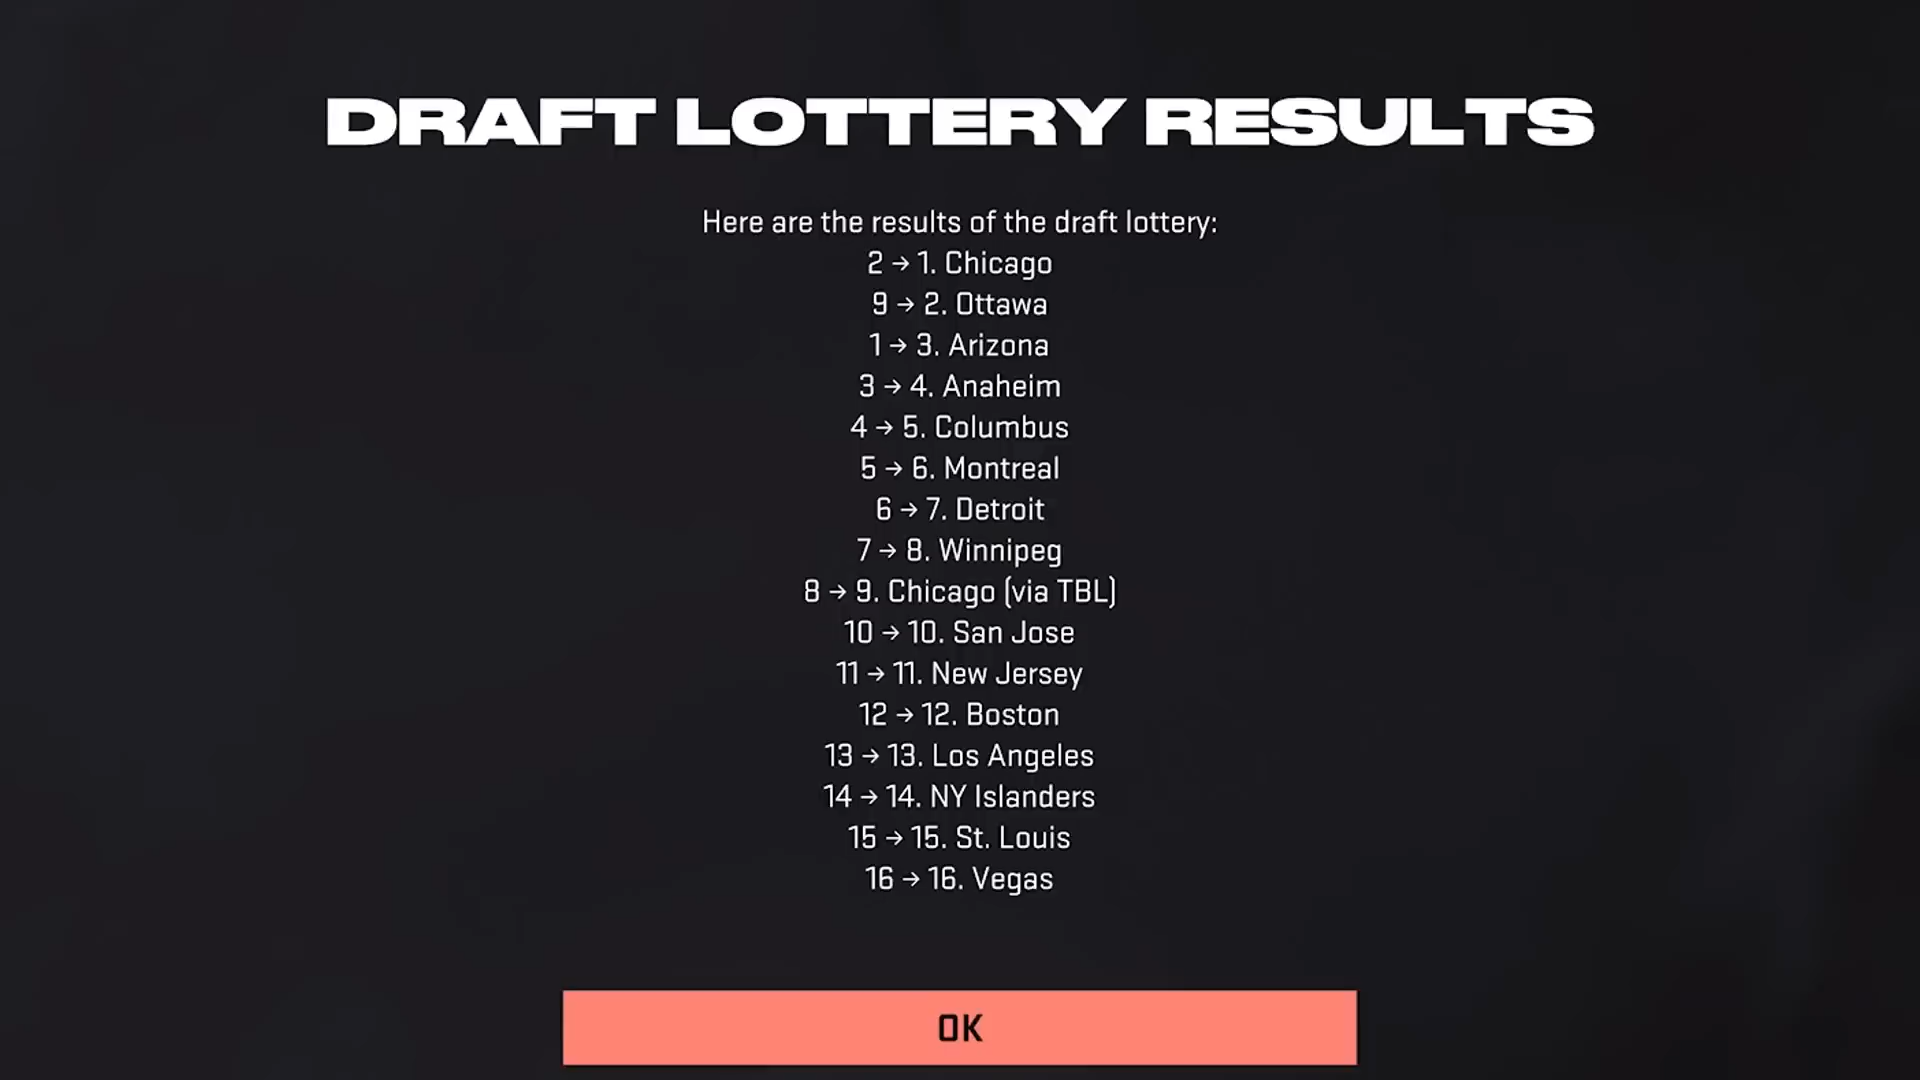 DRAFT LOTTERY RESULTS
Here are the results of the draft lottery:
2 → 1. Chicago
9 → 2. Ottawa
1 → 3. Arizona
3 → 4. Anaheim
4 → 5. Columbus
5 → 6. Montreal
6 → 7. Detroit
7 → 8. Winnipeg
8 → 9. Chicago (via TBL)
10 → 10. San Jose
11 → 11. New Jersey
12 → 12. Boston
13 → 13. Los Angeles
14 → 14. NY Islanders
15 → 15. St. Louis
16 → 16. Vegas
OK